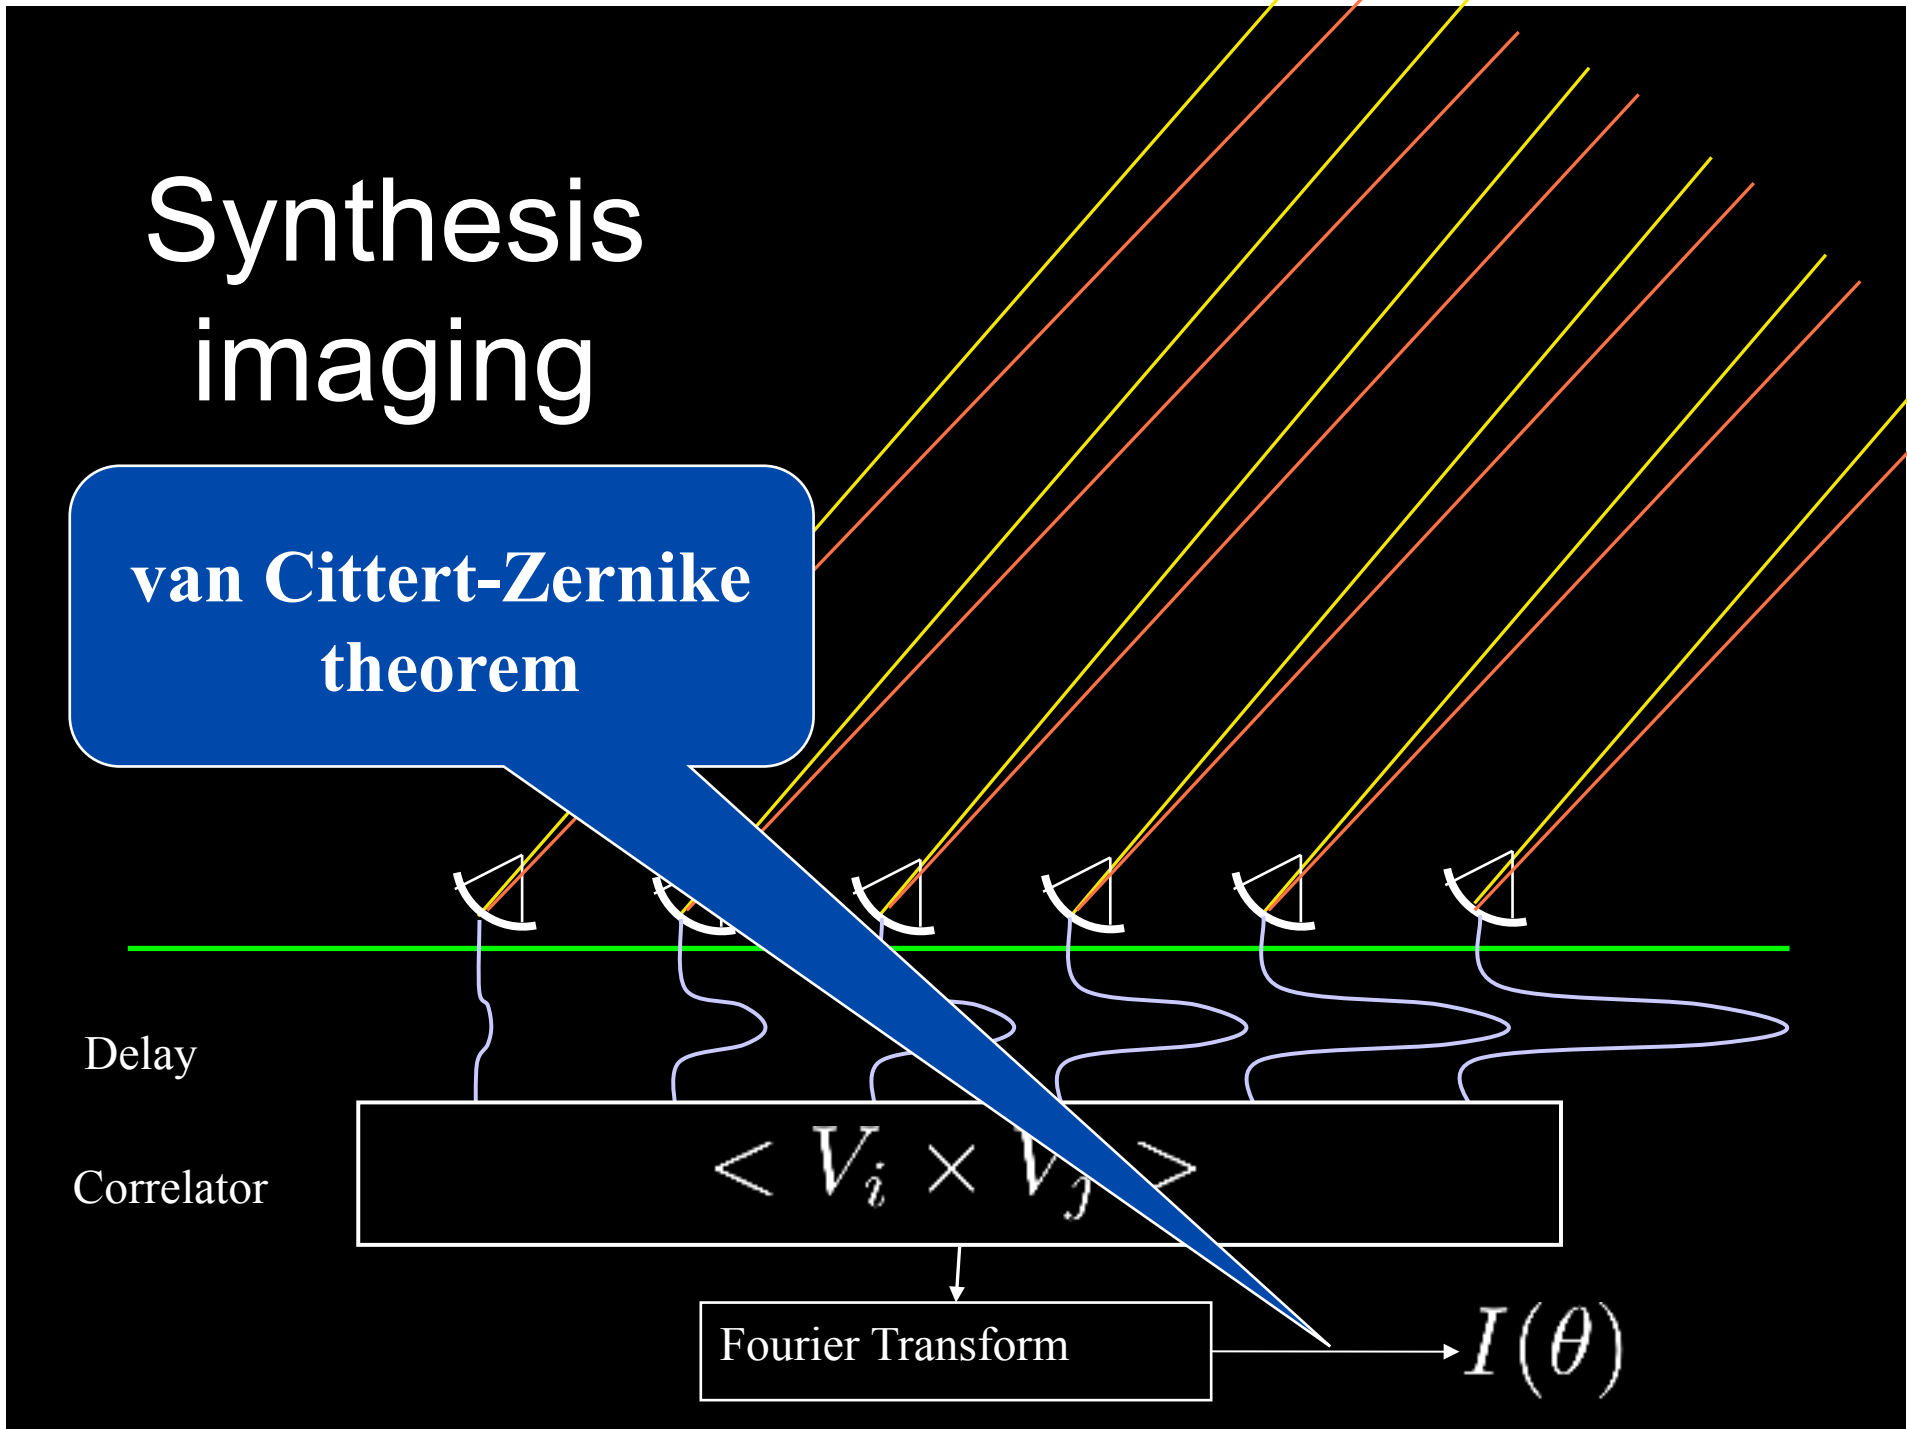 Synthesis
imaging
van Cittert-Zernike
theorem
Delay
Correlator
< V_i × V_j >
Fourier Transform
I(θ)